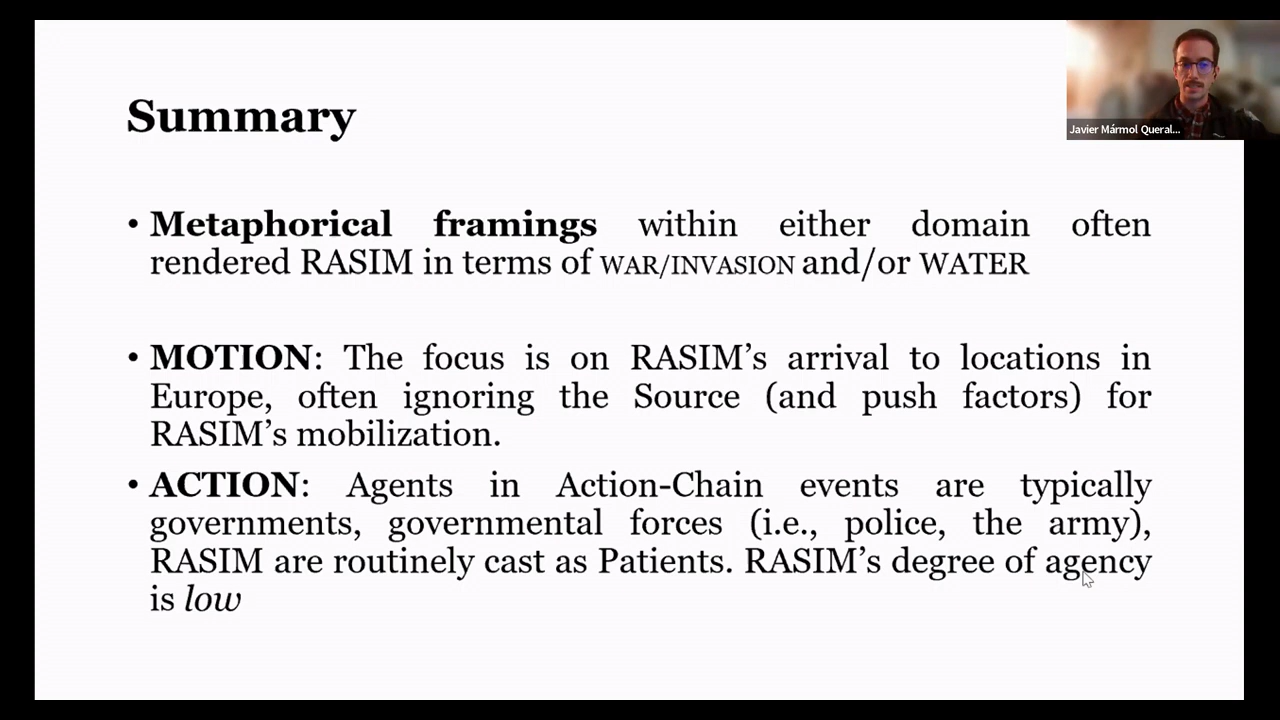 Summary
Javier Mármol Queral...
• Metaphorical framings within either domain often
rendered RASIM in terms of WAR/INVASION and/or WATER
• MOTION: The focus is on RASIM’s arrival to locations in
Europe, often ignoring the Source (and push factors) for
RASIM’s mobilization.
• ACTION: Agents in Action-Chain events are typically
governments, governmental forces (i.e., police, the army),
RASIM are routinely cast as Patients. RASIM’s degree of agency
is low